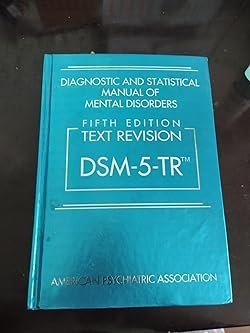 DIAGNOSTIC AND STATISTICAL
MANUAL OF
MENTAL DISORDERS
FIFTH EDITION
TEXT REVISION
DSM-5-TR™
AMERICAN PSYCHIATRIC ASSOCIATION